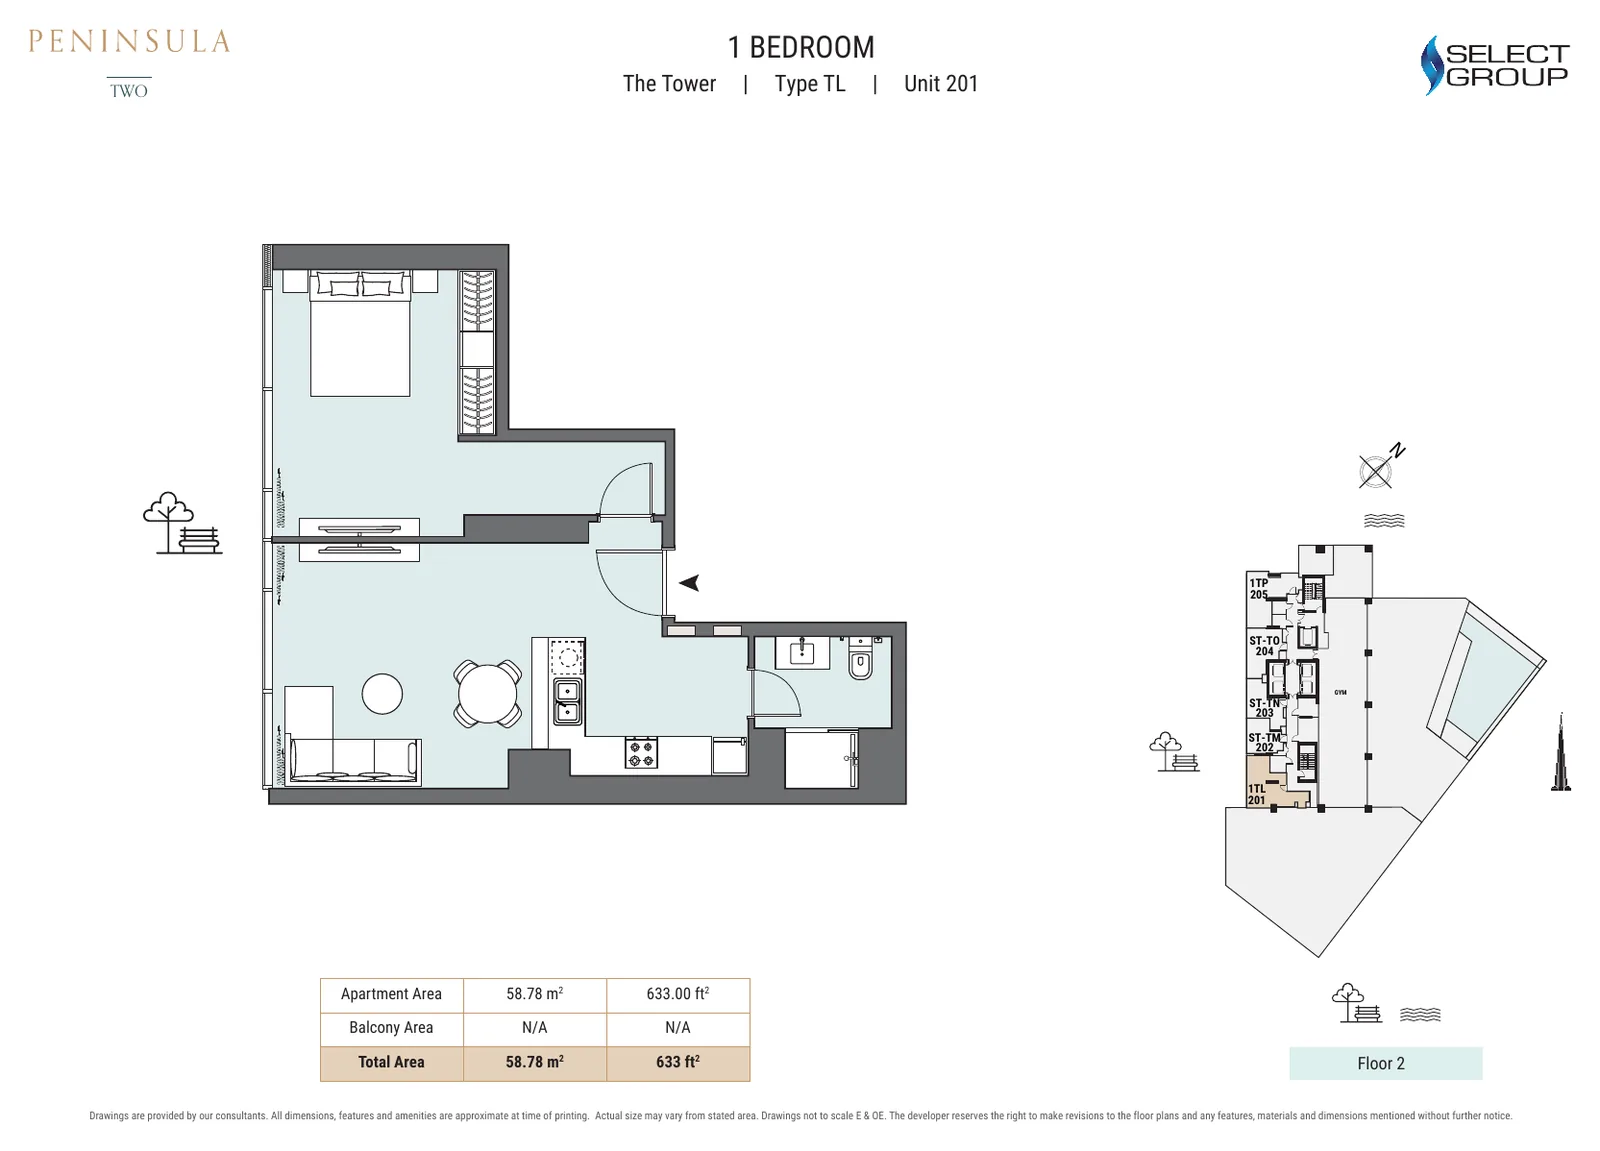 PENINSULA
TWO
1 BEDROOM
The Tower | Type TL | Unit 201
SELECT
GROUP
N
1TP
205
ST-TO
204
GYM
ST-TN
203
ST-TM
202
1TL
201
Apartment Area 58.78 m² 633.00 ft²
Balcony Area N/A N/A
Total Area 58.78 m² 633 ft²
Floor 2
Drawings are provided by our consultants. All dimensions, features and amenities are approximate at time of printing. Actual size may vary from stated area. Drawings not to scale E & OE. The developer reserves the right to make revisions to the floor plans and any features, materials and dimensions mentioned without further notice.